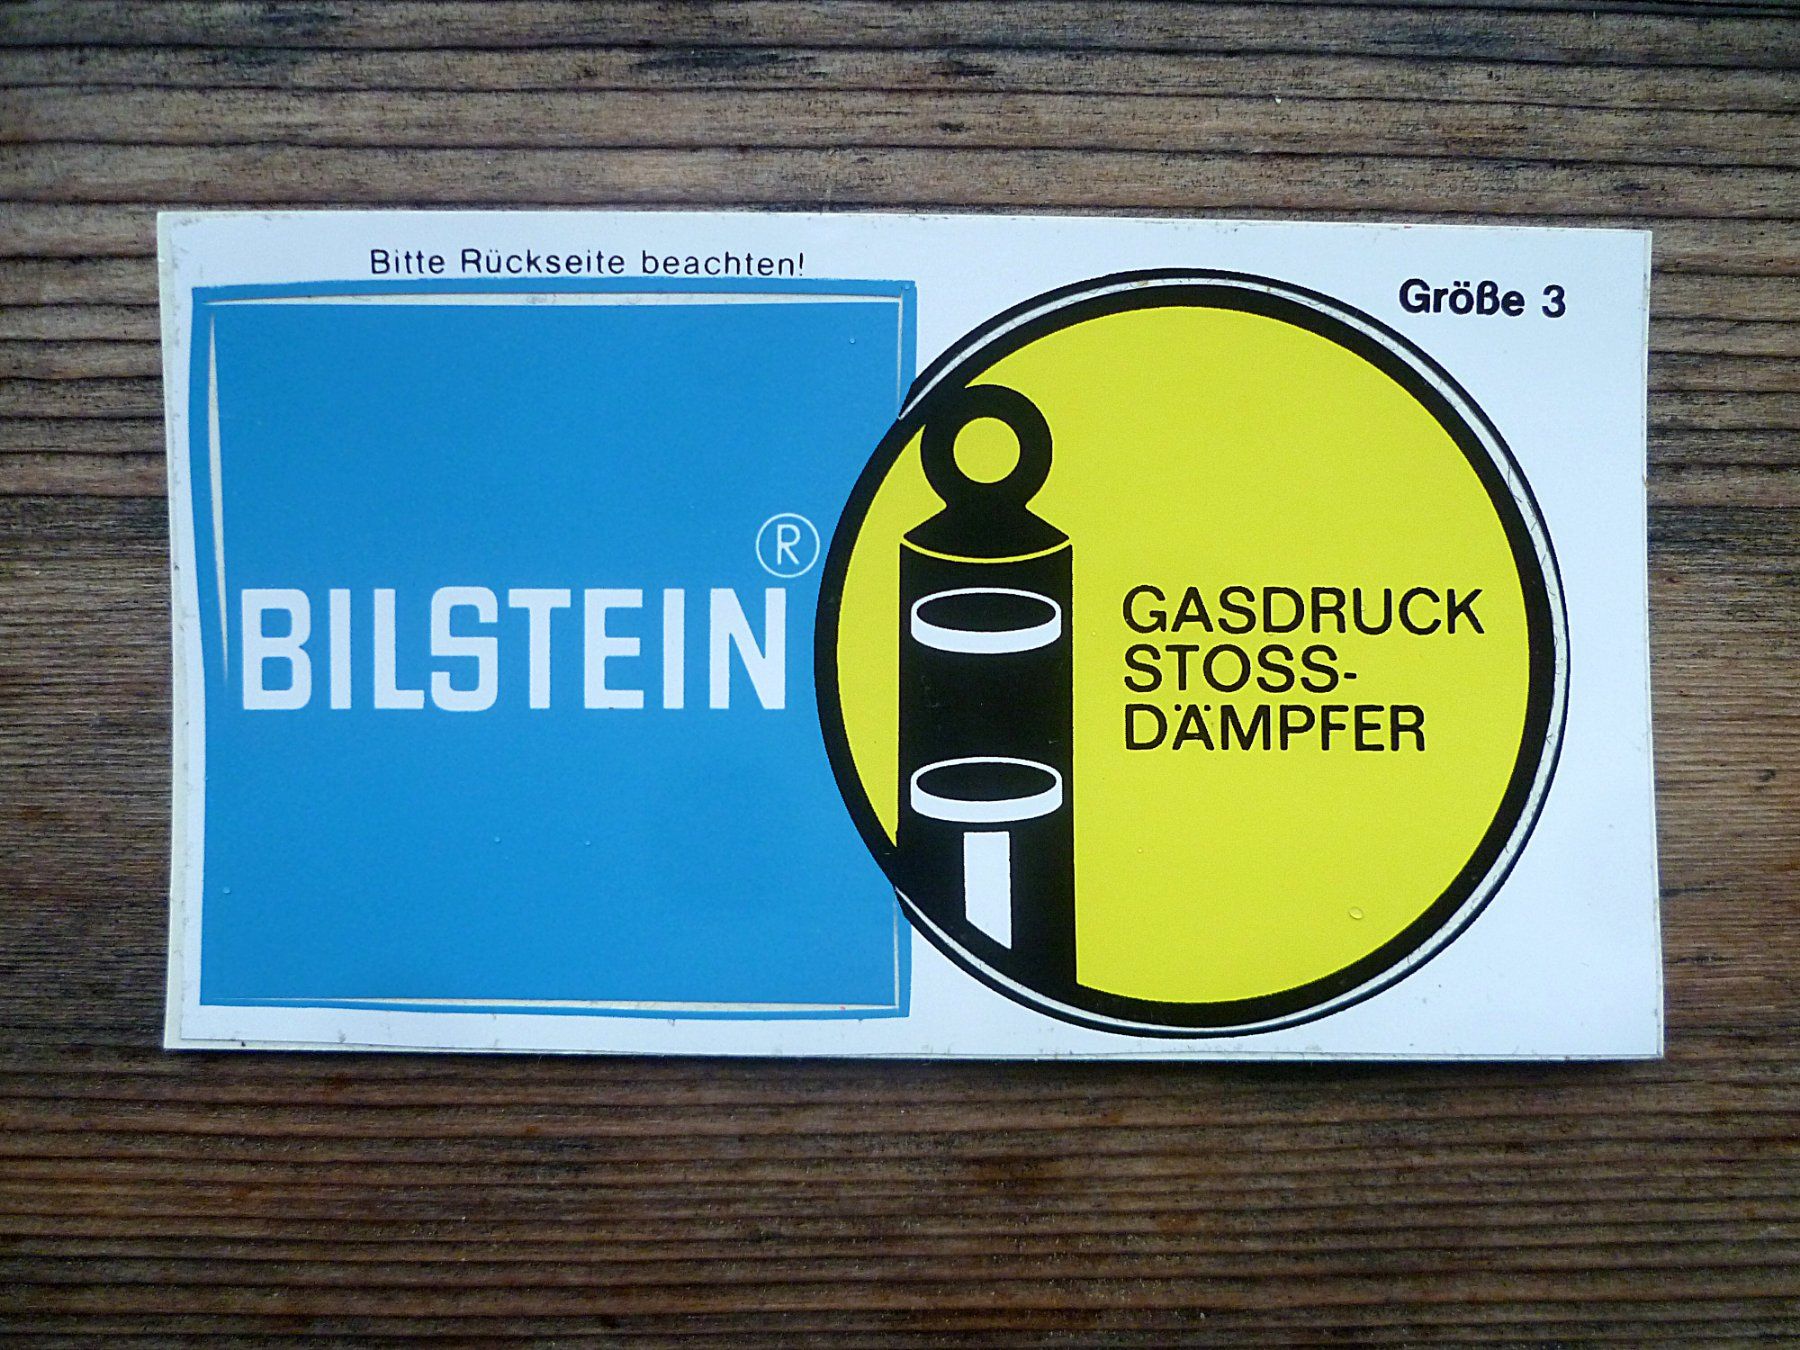 Bitte Rückseite beachten!
Größe 3
BILSTEIN®
GASDRUCK
STOSS-
DÄMPFER